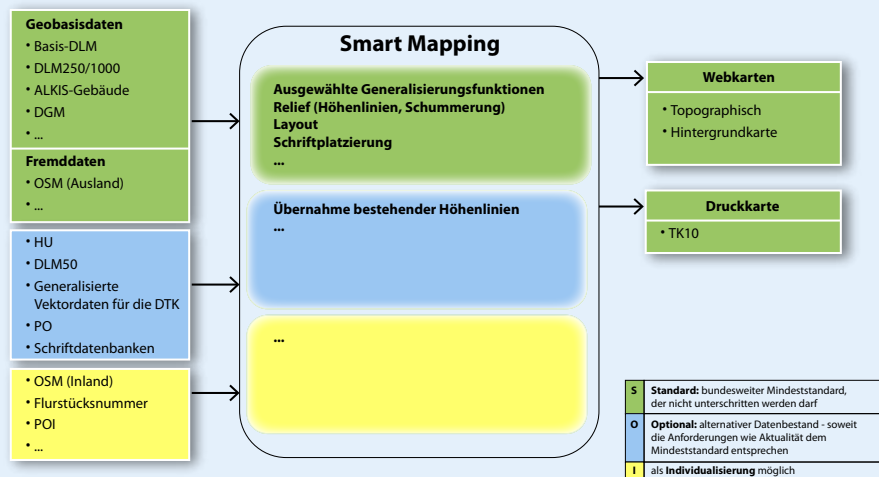 Geobasisdaten
• Basis-DLM
• DLM250/1000
• ALKIS-Gebäude
• DGM
• ...
Fremddaten
• OSM (Ausland)
• ...
• HU
• DLM50
• Generalisierte
Vektordaten für die DTK
• PO
• Schriftdatenbanken
• OSM (Inland)
• Flurstücksnummer
• POI
• ...
Smart Mapping
Ausgewählte Generalisierungsfunktionen
Relief (Höhenlinien, Schummerung)
Layout
Schriftplatzierung
...
Übernahme bestehender Höhenlinien
...
...
Webkarten
• Topographisch
• Hintergrundkarte
Druckkarte
• TK10
S Standard: bundesweiter Mindeststandard,
der nicht unterschritten werden darf
O Optional: alternativer Datenbestand - soweit
die Anforderungen wie Aktualität dem
Mindeststandard entsprechen
I als Individualisierung möglich